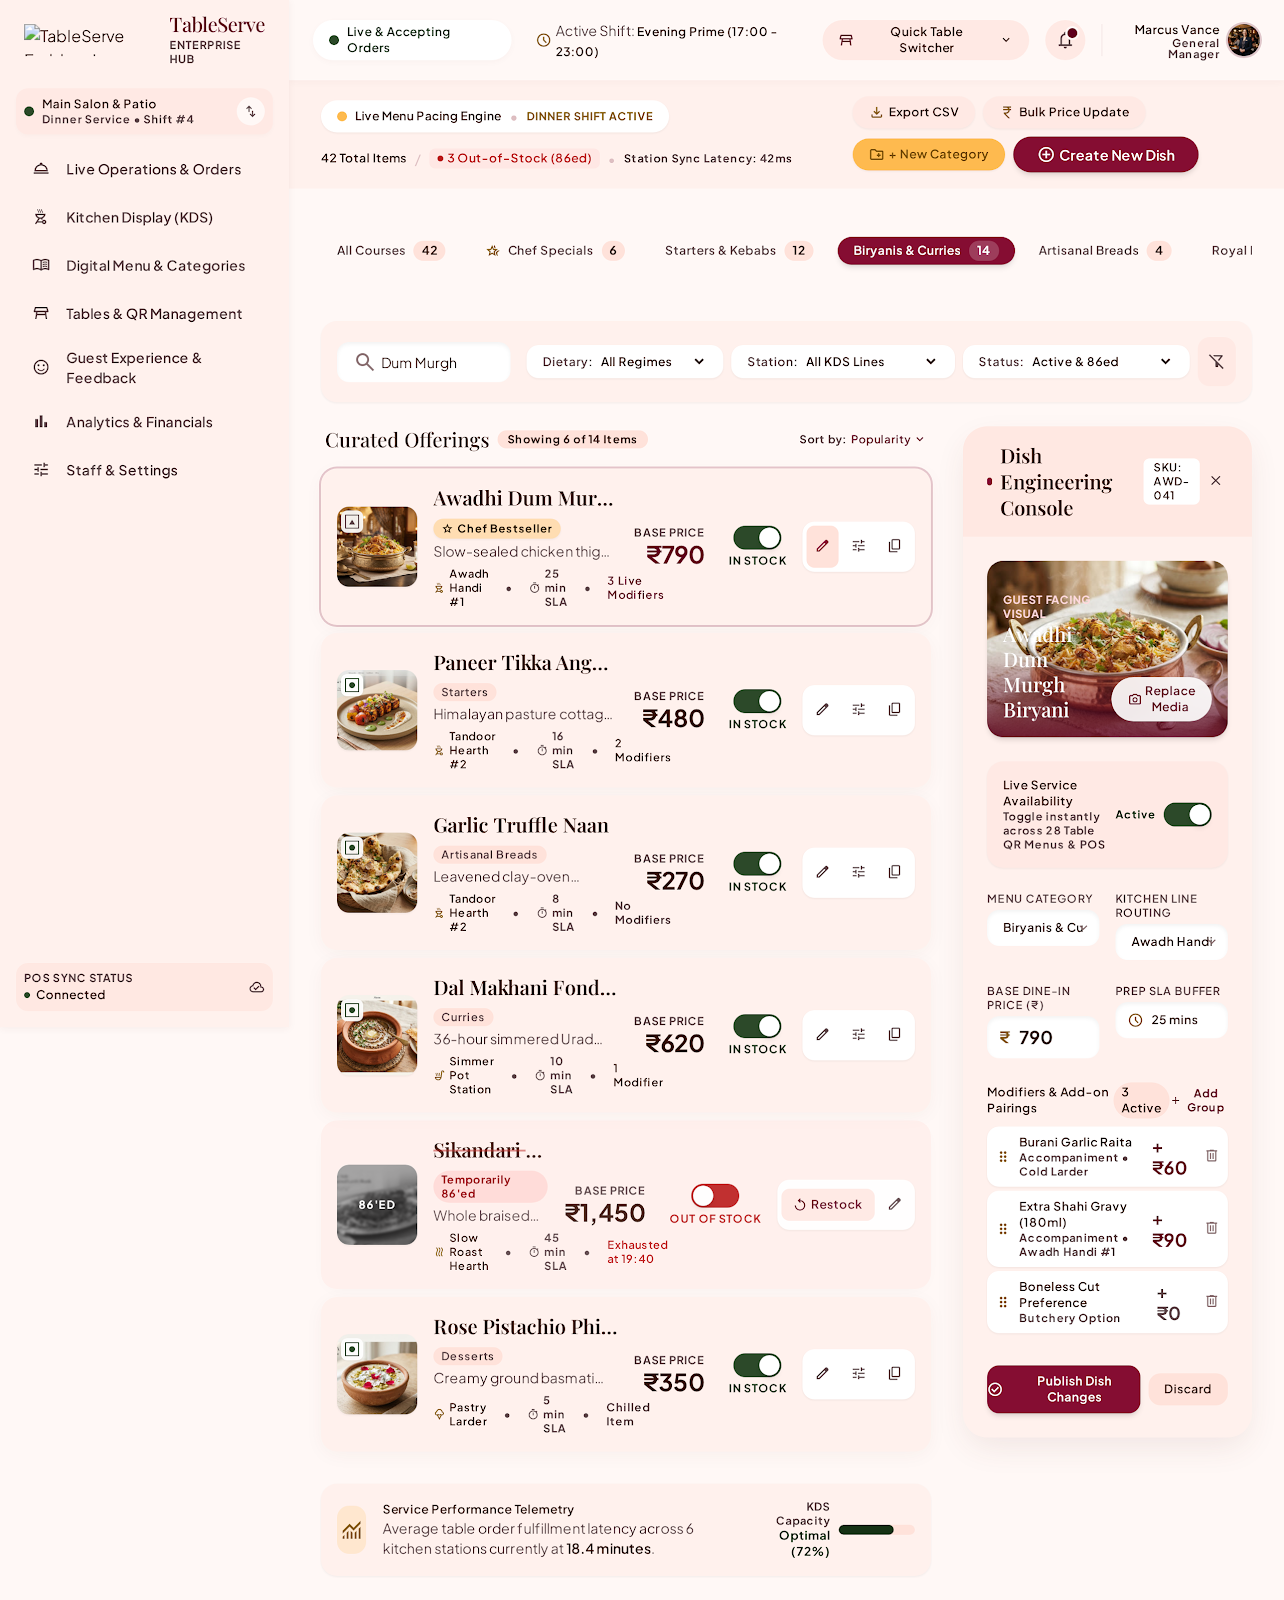 TableServe
TableServe
ENTERPRISE
HUB
Main Salon & Patio
Dinner Service • Shift #4
Live Operations & Orders
Kitchen Display (KDS)
Digital Menu & Categories
Tables & QR Management
Guest Experience &
Feedback
Analytics & Financials
Staff & Settings
POS SYNC STATUS
Connected
Live & Accepting
Orders
Active Shift: Evening Prime (17:00 -
23:00)
Quick Table
Switcher
Marcus Vance
General
Manager
Live Menu Pacing Engine
DINNER SHIFT ACTIVE
42 Total Items / 3 Out-of-Stock (86ed) Station Sync Latency: 42ms
Export CSV
Bulk Price Update
+ New Category
Create New Dish
All Courses 42
Chef Specials 6
Starters & Kebabs 12
Biryanis & Curries 14
Artisanal Breads 4
Royal
Dum Murgh
Dietary: All Regimes
Station: All KDS Lines
Status: Active & 86ed
Curated Offerings
Showing 6 of 14 Items
Sort by: Popularity
Awadhi Dum Mur...
Chef Bestseller
Slow-sealed chicken thig...
Awadh
Handi
#1
25
min
SLA
3 Live
Modifiers
BASE PRICE
₹790
IN STOCK
Paneer Tikka Ang...
Starters
Himalayan pasture cottag...
Tandoor
Hearth
#2
16
min
SLA
2
Modifiers
BASE PRICE
₹480
IN STOCK
Garlic Truffle Naan
Artisanal Breads
Leavened clay-oven...
Tandoor
Hearth
#2
8
min
SLA
No
Modifiers
BASE PRICE
₹270
IN STOCK
Dal Makhani Fond...
Curries
36-hour simmered Urad...
Simmer
Pot
Station
10
min
SLA
1
Modifier
BASE PRICE
₹620
IN STOCK
86'ED
Sikandari ...
Temporarily
86'ed
Whole braised...
Slow
Roast
Hearth
45
min
SLA
Exhausted
at 19:40
BASE PRICE
₹1,450
OUT OF STOCK
Restock
Rose Pistachio Phi...
Desserts
Creamy ground basmati...
Pastry
Larder
5
min
SLA
Chilled
Item
BASE PRICE
₹350
IN STOCK
Service Performance Telemetry
Average table order fulfillment latency across 6
kitchen stations currently at 18.4 minutes.
KDS
Capacity
Optimal
(72%)
Dish
Engineering
Console
SKU:
AWD-
041
GUEST FACING
VISUAL
Awadhi
Dum
Murgh
Biryani
Replace
Media
Live Service
Availability
Toggle instantly
across 28 Table
QR Menus & POS
Active
MENU CATEGORY
Biryanis & Cu
KITCHEN LINE
ROUTING
Awadh Handi
BASE DINE-IN
PRICE (₹)
₹ 790
PREP SLA BUFFER
25 mins
Modifiers & Add-on
Pairings
3
Active
+ Add
Group
Burani Garlic Raita
Accompaniment •
Cold Larder
+
₹60
Extra Shahi Gravy
(180ml)
Accompaniment •
Awadh Handi #1
+
₹90
Boneless Cut
Preference
Butchery Option
+
₹0
Publish Dish
Changes
Discard